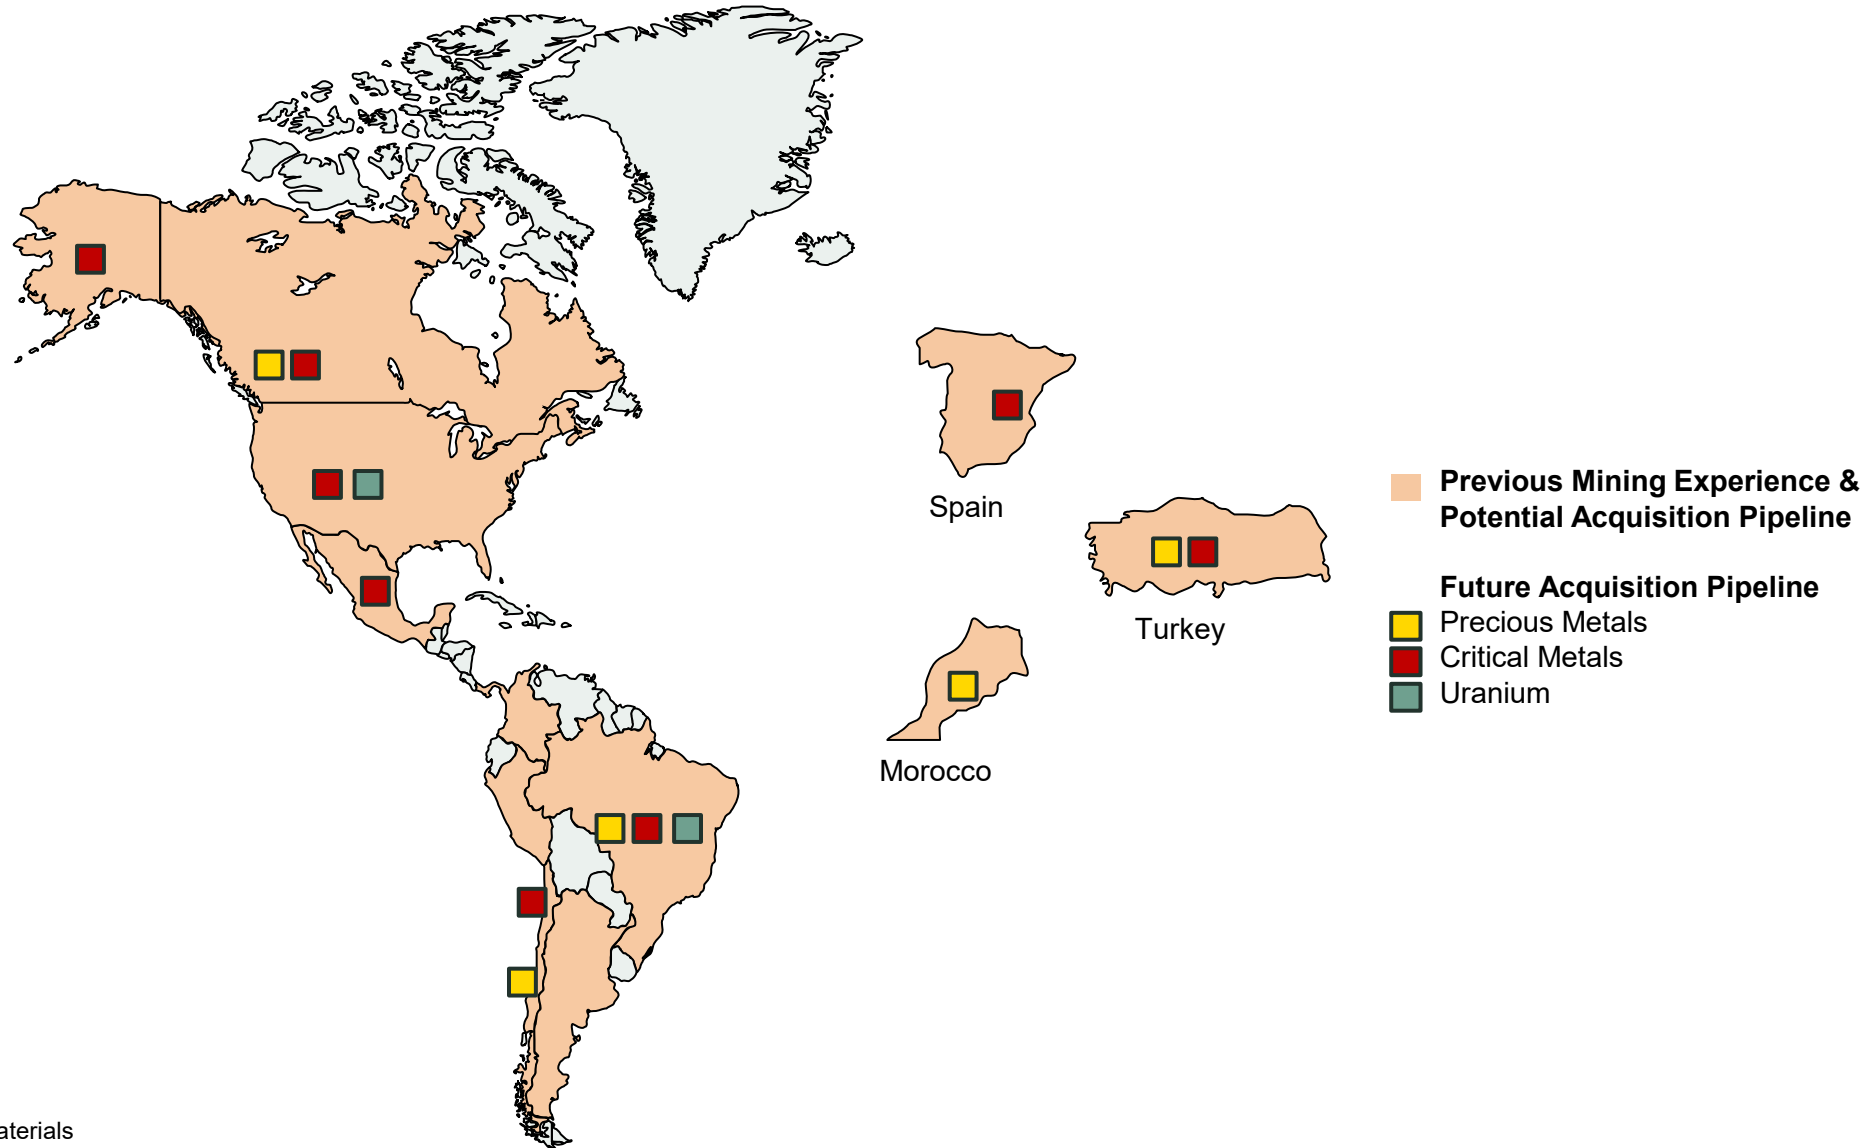 Spain
Turkey
Morocco
Previous Mining Experience &
Potential Acquisition Pipeline
Future Acquisition Pipeline
Precious Metals
Critical Metals
Uranium
aterials